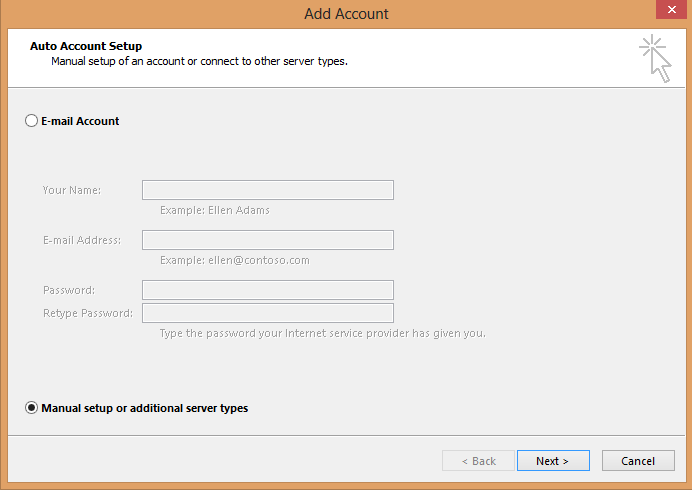 Add Account
Auto Account Setup
Manual setup of an account or connect to other server types.
E-mail Account
Your Name:
Example: Ellen Adams
E-mail Address:
Example: ellen@contoso.com
Password:
Retype Password:
Type the password your Internet service provider has given you.
Manual setup or additional server types
< Back Next > Cancel